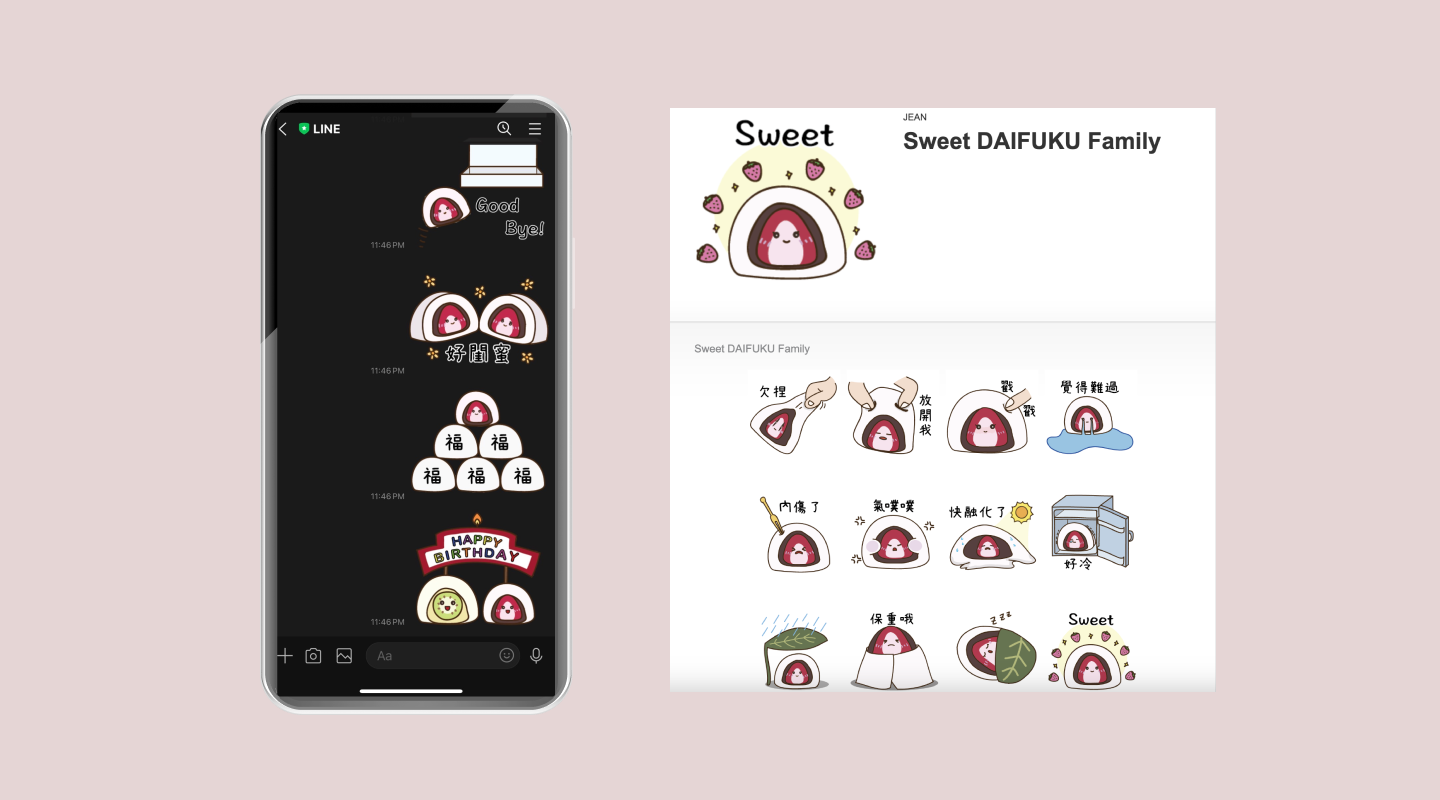 LINE
Good
Bye!
11:46 PM
好閨蜜
11:46 PM
福 福
福 福 福
11:46 PM
HAPPY
BIRTHDAY
11:46 PM
Aa
Sweet
JEAN
Sweet DAIFUKU Family
Sweet DAIFUKU Family
欠捏
放開我
戳
戳
覺得難過
內傷了
氣噗噗
快融化了
好冷
保重哦
z z z
Sweet